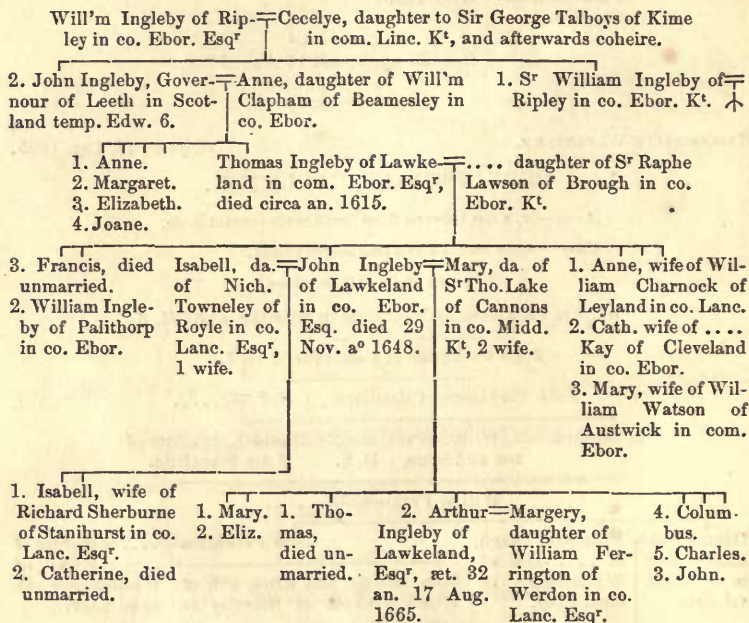 Will'm Ingleby of Rip-
ley in co. Ebor. Esqr
Cecelye, daughter to Sir George Talboys of Kime
in com. Linc. Kt, and afterwards coheire.
2. John Ingleby, Gover-
nour of Leeth in Scot-
land temp. Edw. 6.
Anne, daughter of Will'm
Clapham of Beamesley in
co. Ebor.
1. Sr William Ingleby of
Ripley in co. Ebor. Kt.
1. Anne.
2. Margaret.
3. Elizabeth.
4. Joane.
Thomas Ingleby of Lawke-
land in com. Ebor. Esqr,
died circa an. 1615.
.... daughter of Sr Raphe
Lawson of Brough in co.
Ebor. Kt.
3. Francis, died
unmarried.
2. William Ingle-
by of Palithorp
in co. Ebor.
Isabell, da.
of Nich.
Towneley of
Royle in co.
Lanc. Esqr,
1 wife.
John Ingleby
of Lawkeland
in co. Ebor.
Esq. died 29
Nov. ao 1648.
Mary, da. of
Sr Tho. Lake
of Cannons
in co. Midd.
Kt, 2 wife.
1. Anne, wife of Wil-
liam Charnock of
Leyland in co. Lanc.
2. Cath. wife of ....
Kay of Cleveland
in co. Ebor.
3. Mary, wife of Wil-
liam Watson of
Austwick in com.
Ebor.
1. Isabell, wife of
Richard Sherburne
of Stanihurst in co.
Lanc. Esqr.
2. Catherine, died
unmarried.
1. Mary.
2. Eliz.
1. Tho-
mas,
died un-
married.
2. Arthur
Ingleby of
Lawkeland,
Esqr, æt. 32
an. 17 Aug.
1665.
Margery,
daughter of
William Fer-
rington of
Werdon in co.
Lanc. Esqr.
4. Colum-
bus.
5. Charles.
3. John.